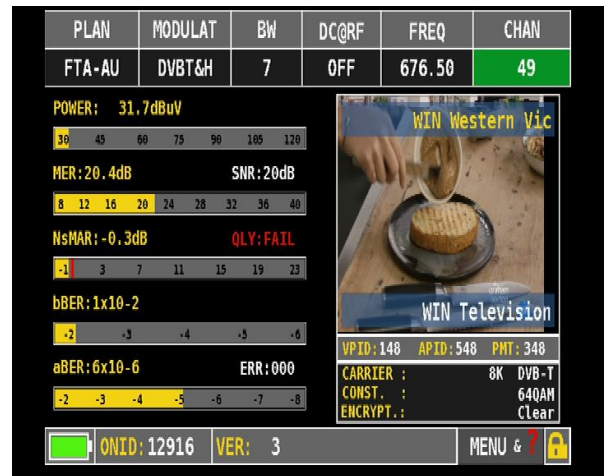 PLAN MODULAT BW DC@RF FREQ CHAN
FTA-AU DVBT&H 7 OFF 676.50 49
POWER: 31.7dBuV
30 45 60 75 90 105 120
MER:20.4dB SNR:20dB
8 12 16 20 24 28 32 36 40
NsMAR:-0.3dB QLY:FAIL
-1 3 7 11 15 19 23
bBER:1x10-2
-2 -3 -4 -5 -6
aBER:6x10-6 ERR:000
-2 -3 -4 -5 -6 -7 -8
WIN Western Vic
WIN Television
VPID:148 APID:548 PMT:348
CARRIER : 8K DVB-T
CONST. : 64QAM
ENCRYPT.: Clear
ONID:12916 VER: 3 MENU & ?